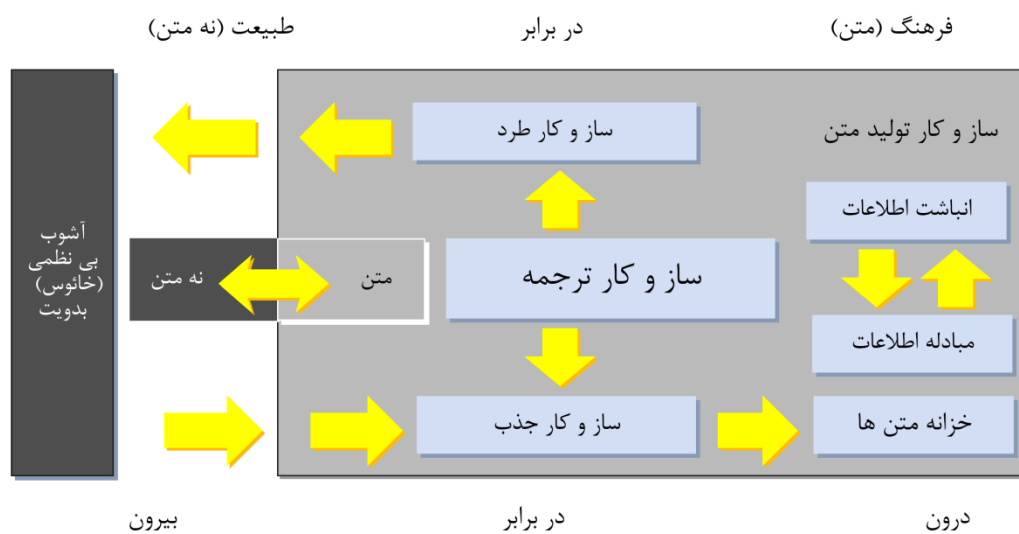 فرهنگ (متن)
در برابر
طبیعت (نه متن)
ساز و کار تولید متن
ساز و کار طرد
انباشت اطلاعات
آشوب
بی نظمی
(خائوس)
بدویت
ساز و کار ترجمه
متن
نه متن
مبادله اطلاعات
خزانه متن ها
ساز و کار جذب
درون
در برابر
بیرون